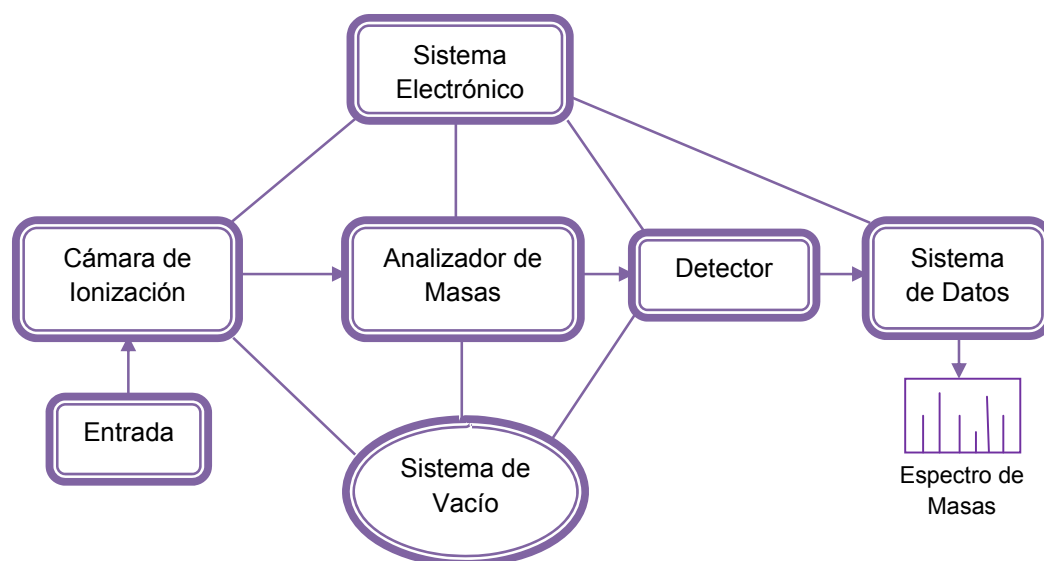 Sistema
Electrónico
Cámara de
Ionización
Analizador de
Masas
Detector
Sistema
de Datos
Entrada
Sistema de
Vacío
Espectro de
Masas